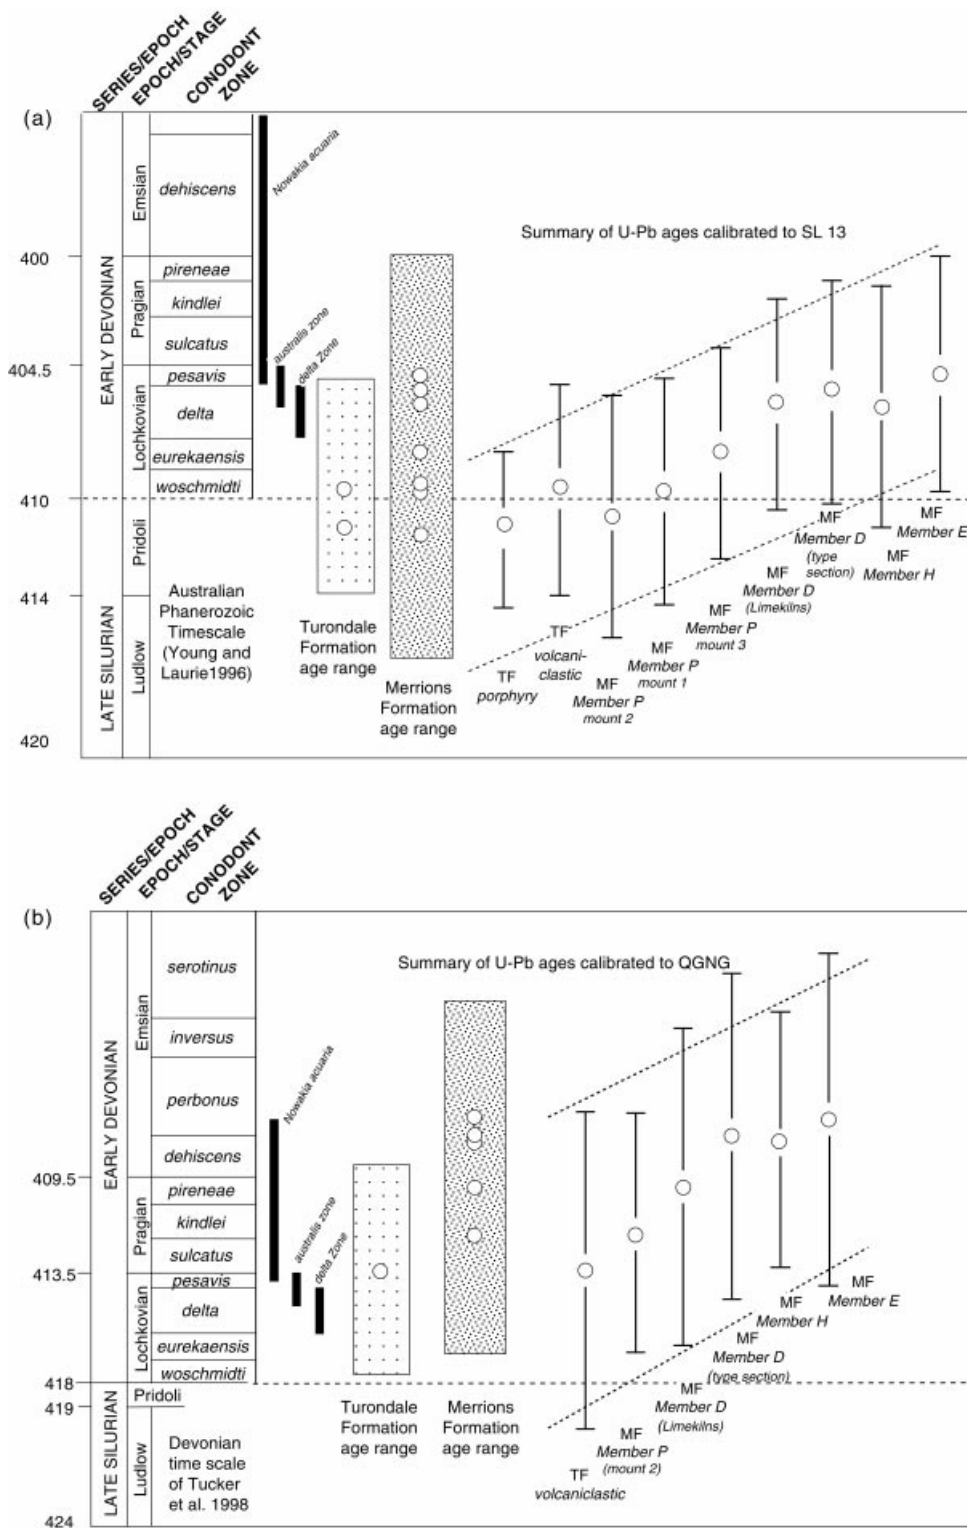 (a)
SERIES/EPOCH
EPOCH/STAGE
CONODONT
ZONE
400
404.5
410
414
420
EARLY DEVONIAN
LATE SILURIAN
Emsian
Pragian
Lochkovian
Pridoli
Ludlow
dehiscens
pireneae
kindlei
sulcatus
pesavis
delta
eurekaensis
woschmidti
Australian
Phanerozoic
Timescale
(Young and
Laurie1996)
Nowakia acuaria
australis zone
delta Zone
Turondale
Formation
age range
Merrions
Formation
age range
Summary of U-Pb ages calibrated to SL 13
TF
porphyry
TF
volcani-
clastic
MF
Member P
mount 2
MF
Member P
mount 1
MF
Member P
mount 3
MF
Member D
(Limekilns)
MF
Member D
(type
section)
MF
Member H
MF
Member E
(b)
SERIES/EPOCH
EPOCH/STAGE
CONODONT
ZONE
409.5
413.5
418
419
424
EARLY DEVONIAN
LATE SILURIAN
Emsian
Pragian
Lochkovian
Pridoli
Ludlow
serotinus
inversus
perbonus
dehiscens
pireneae
kindlei
sulcatus
pesavis
delta
eurekaensis
woschmidti
Devonian
time scale
of Tucker
et al. 1998
Nowakia acuaria
australis zone
delta Zone
Turondale
Formation
age range
Merrions
Formation
age range
Summary of U-Pb ages calibrated to QGNG
TF
volcaniclastic
MF
Member P
(mount 2)
MF
Member D
(Limekilns)
MF
Member D
(type section)
MF
Member H
MF
Member E